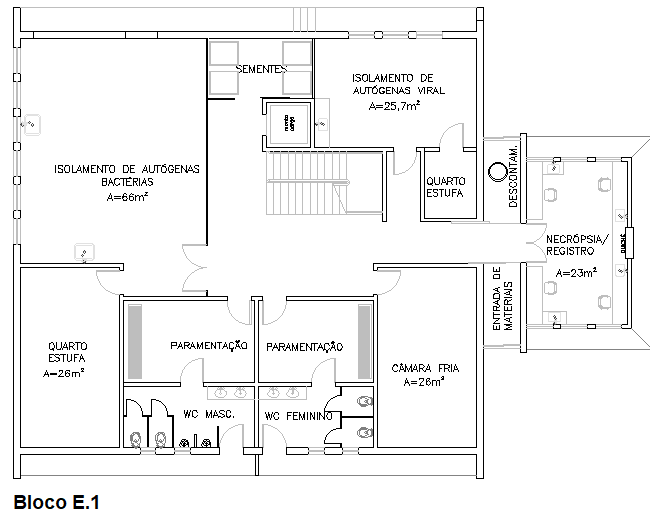 SEMENTES
ISOLAMENTO DE
AUTÓGENAS VIRAL
A=25,7m²
ISOLAMENTO DE AUTÓGENAS
BACTÉRIAS
A=66m²
QUARTO
ESTUFA
DESCONTAM.
NECRÓPSIA/
REGISTRO
A=23m²
ENTRADA DE
MATERIAIS
QUARTO
ESTUFA
A=26m²
PARAMENTAÇÃO
PARAMENTAÇÃO
CÂMARA FRIA
A=26m²
WC MASC.
WC FEMININO
Bloco E.1